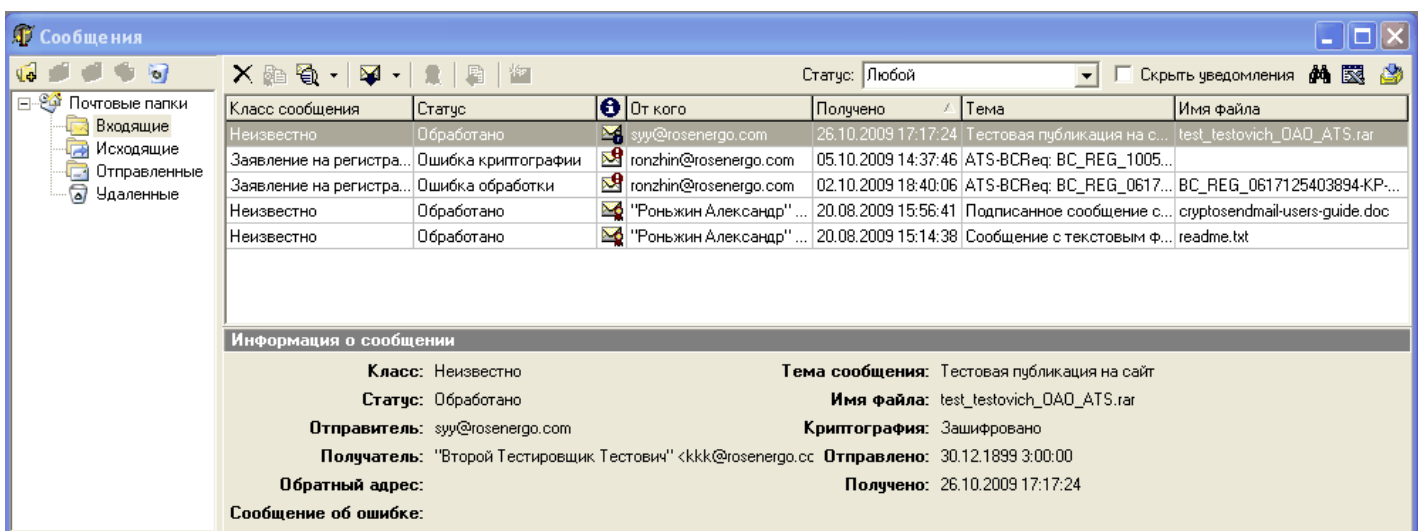 Сообщения
Статус: Любой Скрыть уведомления
Почтовые папки
Входящие
Исходящие
Отправленные
Удаленные
Класс сообщения Статус От кого Получено Тема Имя файла
Неизвестно Обработано syy@rosenergo.com 26.10.2009 17:17:24 Тестовая публикация на с... test_testovich_OAO_ATS.rar
Заявление на регистра... Ошибка криптографии ronzhin@rosenergo.com 05.10.2009 14:37:46 ATS-BCReq: BC_REG_1005...
Заявление на регистра... Ошибка обработки ronzhin@rosenergo.com 02.10.2009 18:40:06 ATS-BCReq: BC_REG_0617... BC_REG_0617125403894-KP-...
Неизвестно Обработано "Роньжин Александр" ... 20.08.2009 15:56:41 Подписанное сообщение с... cryptosendmail-users-guide.doc
Неизвестно Обработано "Роньжин Александр" ... 20.08.2009 15:14:38 Сообщение с текстовым ф... readme.txt
Информация о сообщении
Класс: Неизвестно Тема сообщения: Тестовая публикация на сайт
Статус: Обработано Имя файла: test_testovich_OAO_ATS.rar
Отправитель: syy@rosenergo.com Криптография: Зашифровано
Получатель: "Второй Тестировщик Тестович" <kkk@rosenergo.cc Отправлено: 30.12.1899 3:00:00
Обратный адрес: Получено: 26.10.2009 17:17:24
Сообщение об ошибке: